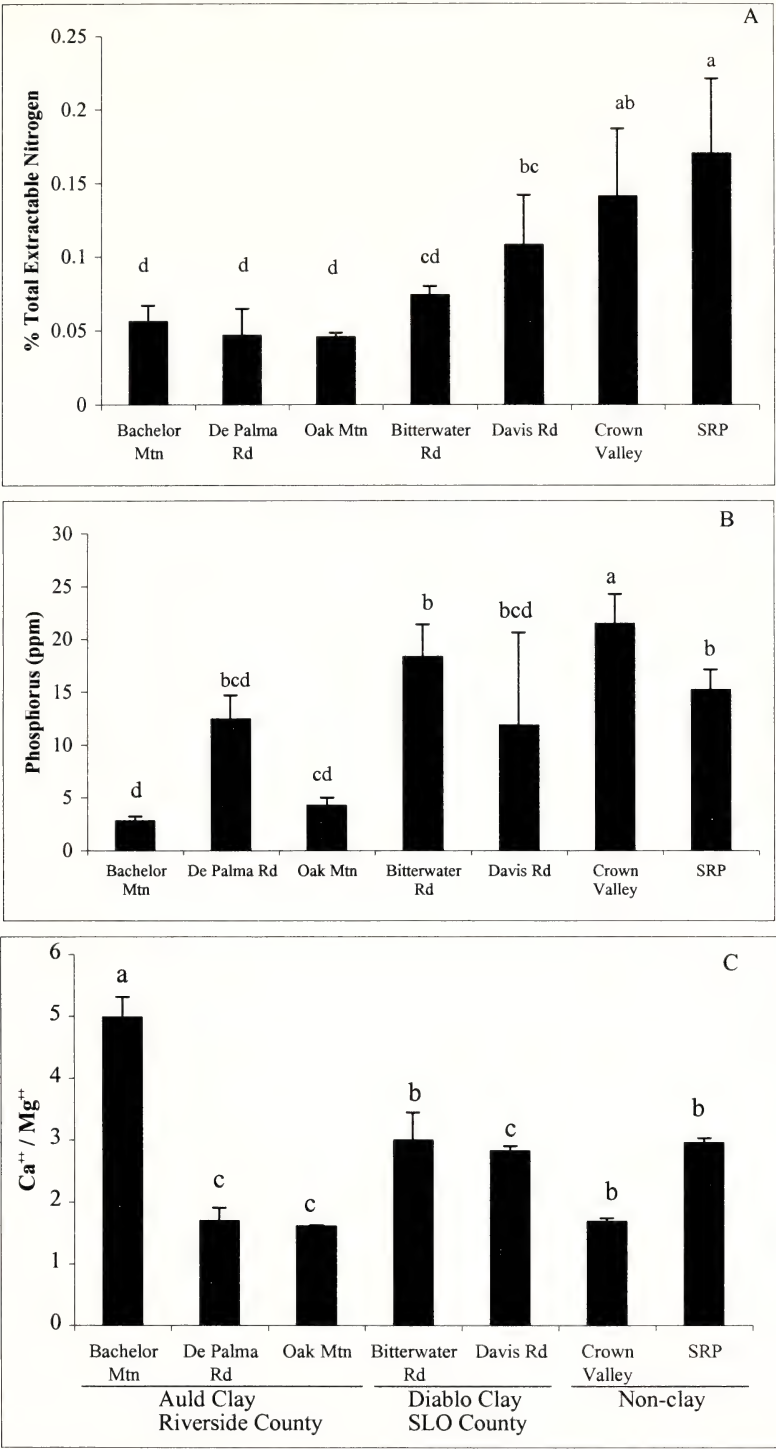 A
% Total Extractable Nitrogen
0.25
0.2
0.15
0.1
0.05
0
d
d
d
cd
bc
ab
a
Bachelor Mtn
De Palma Rd
Oak Mtn
Bitterwater Rd
Davis Rd
Crown Valley
SRP
B
Phosphorus (ppm)
30
25
20
15
10
5
0
d
bcd
cd
b
bcd
a
b
Bachelor Mtn
De Palma Rd
Oak Mtn
Bitterwater Rd
Davis Rd
Crown Valley
SRP
C
Ca⁺⁺ / Mg⁺⁺
6
5
4
3
2
1
0
a
c
c
b
c
b
b
Bachelor Mtn
De Palma Rd
Oak Mtn
Bitterwater Rd
Davis Rd
Crown Valley
SRP
Auld Clay
Riverside County
Diablo Clay
SLO County
Non-clay